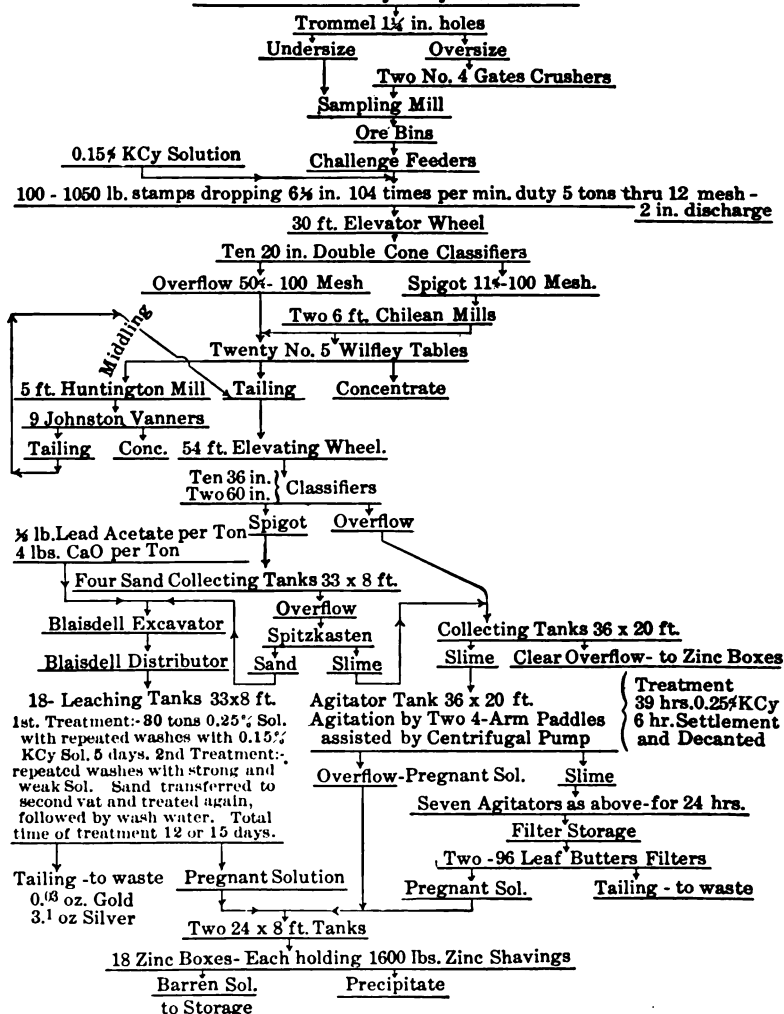 Trommel 1¼ in. holes
Undersize Oversize
Two No. 4 Gates Crushers
Sampling Mill
Ore Bins
0.15% KCy Solution
Challenge Feeders
100 - 1050 lb. stamps dropping 6½ in. 104 times per min. duty 5 tons thru 12 mesh -
2 in. discharge
30 ft. Elevator Wheel
Ten 20 in. Double Cone Classifiers
Overflow 50% - 100 Mesh Spigot 11% -100 Mesh.
Two 6 ft. Chilean Mills
Middling
Twenty No. 5 Wilfley Tables
5 ft. Huntington Mill Tailing Concentrate
9 Johnston Vanners
Tailing Conc. 54 ft. Elevating Wheel.
Ten 36 in.
Two 60 in. } Classifiers
Spigot Overflow
lb. Lead Acetate per Ton
4 lbs. CaO per Ton
Four Sand Collecting Tanks 33 x 8 ft.
Overflow
Blaisdell Excavator Spitzkasten Collecting Tanks 36 x 20 ft.
Blaisdell Distributor Sand Slime Slime Clear Overflow - to Zinc Boxes
18- Leaching Tanks 33x8 ft.
1st. Treatment:- 80 tons 0.25% Sol.
with repeated washes with 0.15%
KCy Sol. 5 days. 2nd Treatment:-
repeated washes with strong and
weak Sol. Sand transferred to
second vat and treated again,
followed by wash water. Total
time of treatment 12 or 15 days.
Agitator Tank 36 x 20 ft.
Agitation by Two 4-Arm Paddles
assisted by Centrifugal Pump
Treatment
39 hrs. 0.25% KCy
6 hr. Settlement
and Decanted
Overflow-Pregnant Sol. Slime
Seven Agitators as above-for 24 hrs.
Filter Storage
Two -96 Leaf Butters Filters
Pregnant Sol. Tailing - to waste
Tailing -to waste
0.03 oz. Gold
3.1 oz Silver
Pregnant Solution
Two 24 x 8 ft. Tanks
18 Zinc Boxes- Each holding 1600 lbs. Zinc Shavings
Barren Sol. Precipitate
to Storage